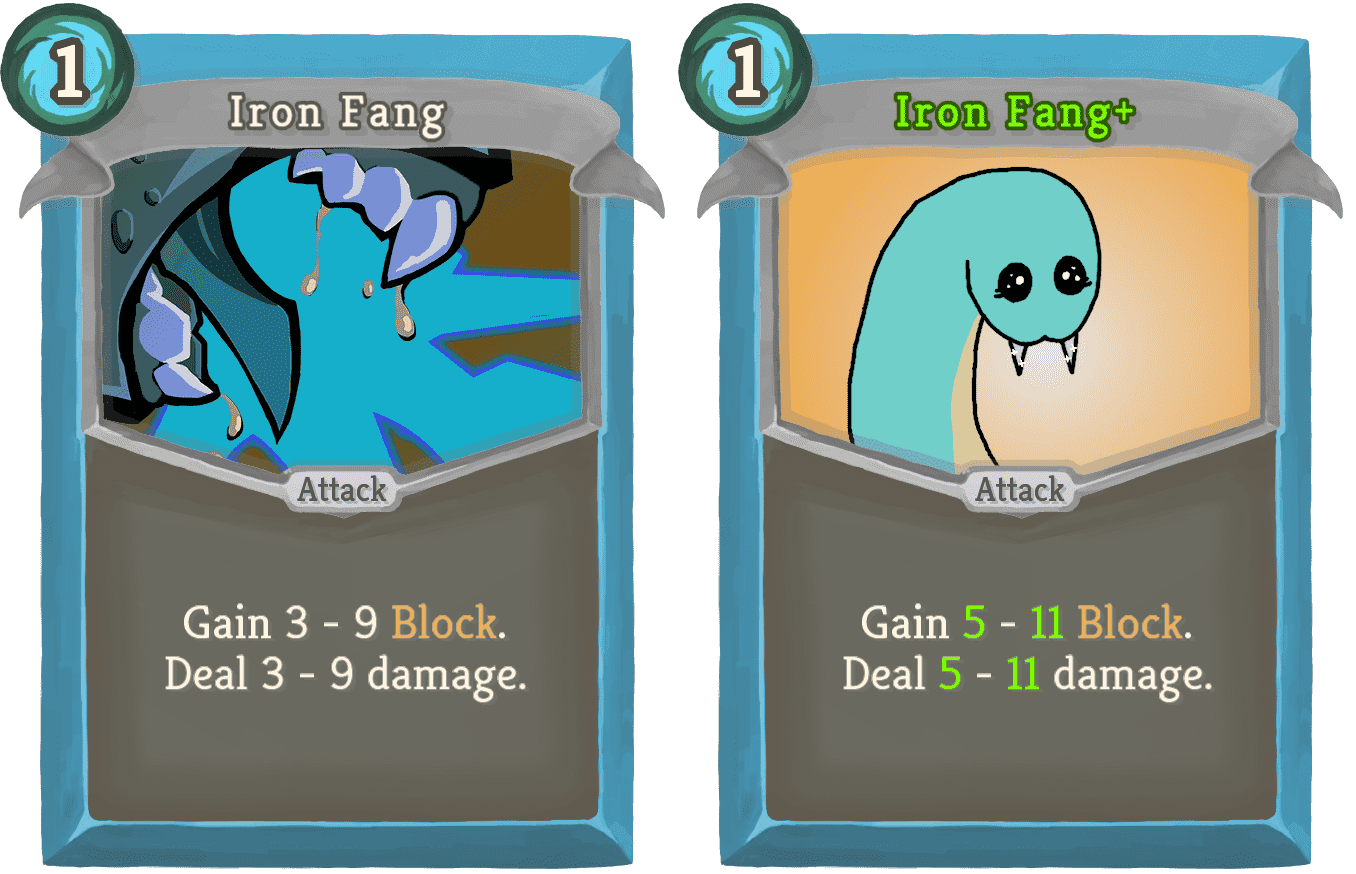 1
Iron Fang
Attack
Gain 3 - 9 Block.
Deal 3 - 9 damage.
1
Iron Fang+
Attack
Gain 5 - 11 Block.
Deal 5 - 11 damage.